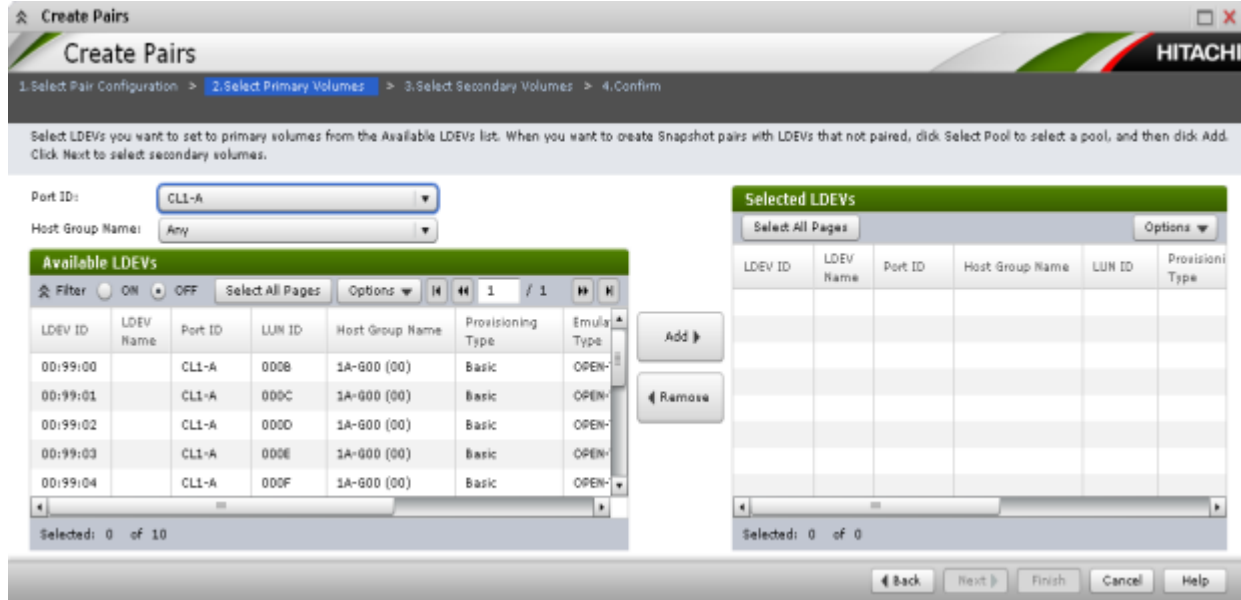 Create Pairs
Create Pairs
HITACHI
1.Select Pair Configuration > 2.Select Primary Volumes > 3.Select Secondary Volumes > 4.Confirm
Select LDEVs you want to set to primary volumes from the Available LDEVs list. When you want to create Snapshot pairs with LDEVs that not paired, click Select Pool to select a pool, and then click Add.
Click Next to select secondary volumes.
Port ID: CL1-A
Host Group Name: Any
Available LDEVs
Filter ON OFF Select All Pages Options 1 / 1
LDEV ID LDEV Name Port ID LUN ID Host Group Name Provisioning Type Emula Type
00:99:00 CL1-A 000B 1A-G00 (00) Basic OPEN-
00:99:01 CL1-A 000C 1A-G00 (00) Basic OPEN-
00:99:02 CL1-A 000D 1A-G00 (00) Basic OPEN-
00:99:03 CL1-A 000E 1A-G00 (00) Basic OPEN-
00:99:04 CL1-A 000F 1A-G00 (00) Basic OPEN-
Selected: 0 of 10
Add
Remove
Selected LDEVs
Select All Pages Options
LDEV ID LDEV Name Port ID Host Group Name LUN ID Provisioni Type
Selected: 0 of 0
Back Next Finish Cancel Help